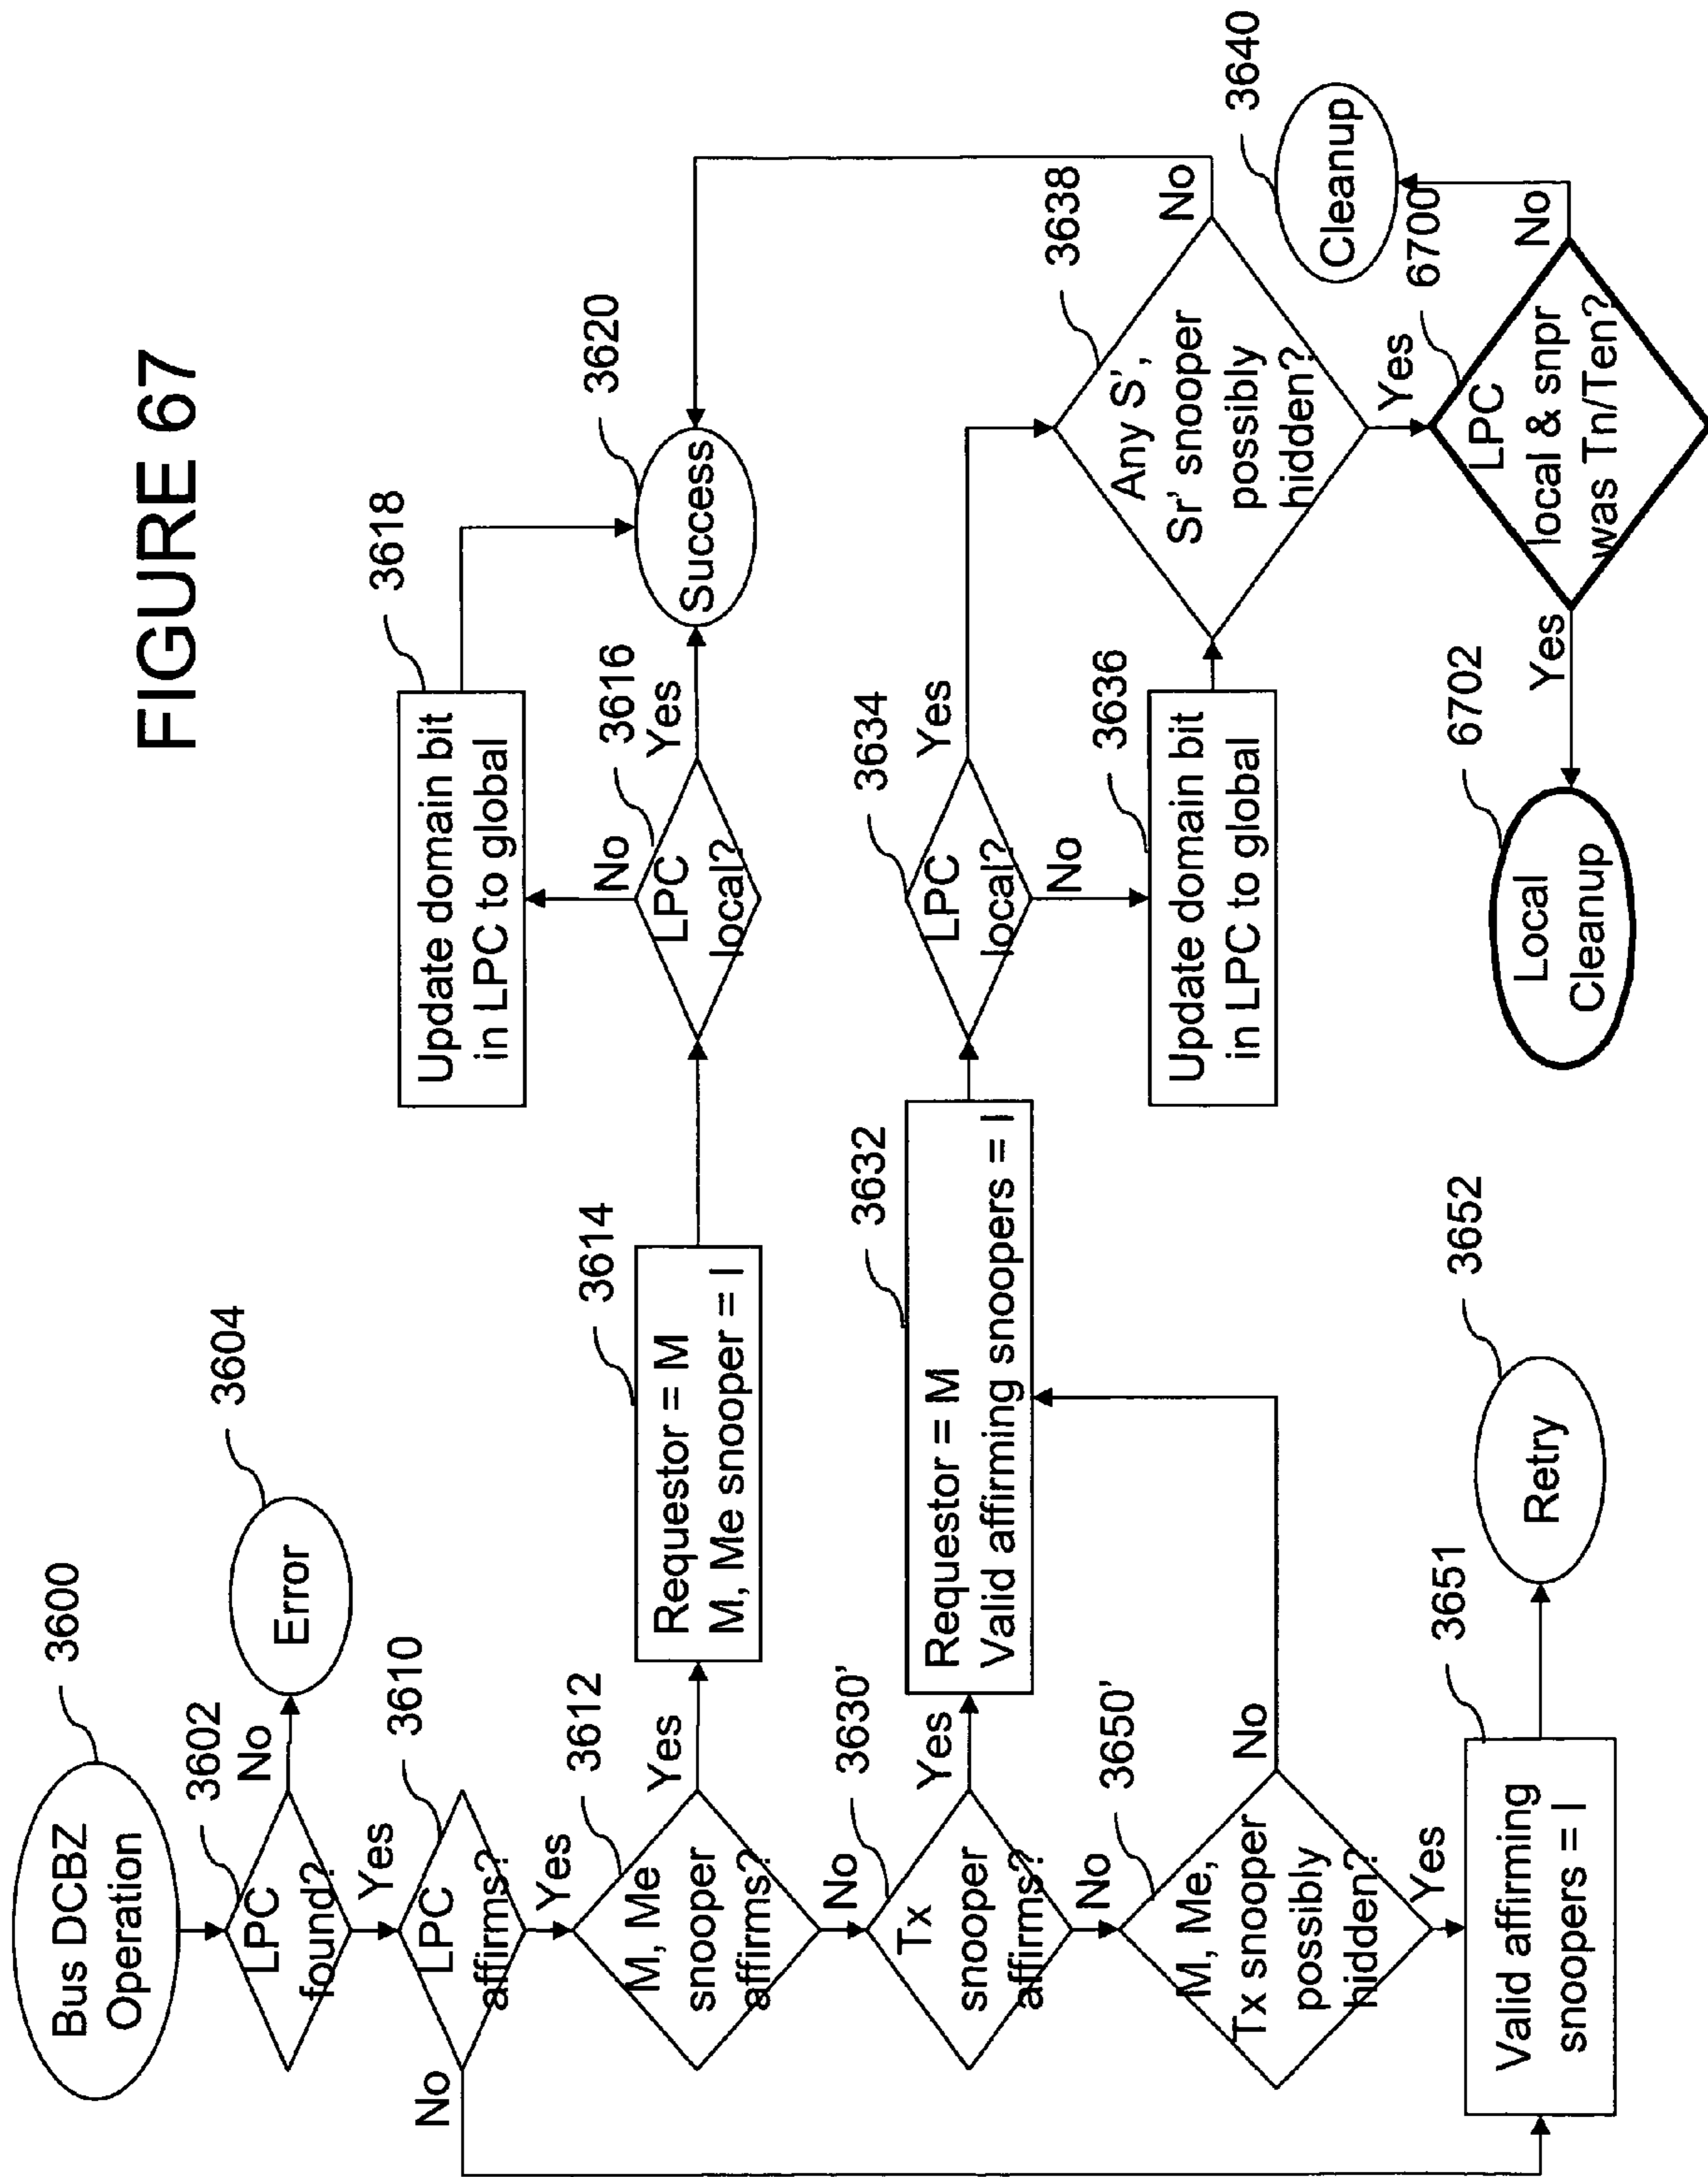 FIGURE 67
3600
Bus DCBZ
Operation
3602
LPC
found?
No
3604
Error
Yes
3610
LPC
affirms?
No
Yes
3612
M, Me
snooper
affirms?
Yes
3614
Requestor = M
M, Me snooper = I
3616
LPC
local?
No
Yes
3618
Update domain bit
in LPC to global
3620
Success
No
3630'
Tx
snooper
affirms?
Yes
3632
Requestor = M
Valid affirming snoopers = I
3634
LPC
local?
Yes
No
3636
Update domain bit
in LPC to global
3638
Any S',
Sr' snooper
possibly
hidden?
No
Yes
3640
Cleanup
6700
LPC
local & snpr
was Tn/Ten?
No
Yes
6702
Local
Cleanup
No
3650'
M, Me,
Tx snooper
possibly
hidden?
No
Yes
3651
Valid affirming
snoopers = I
3652
Retry